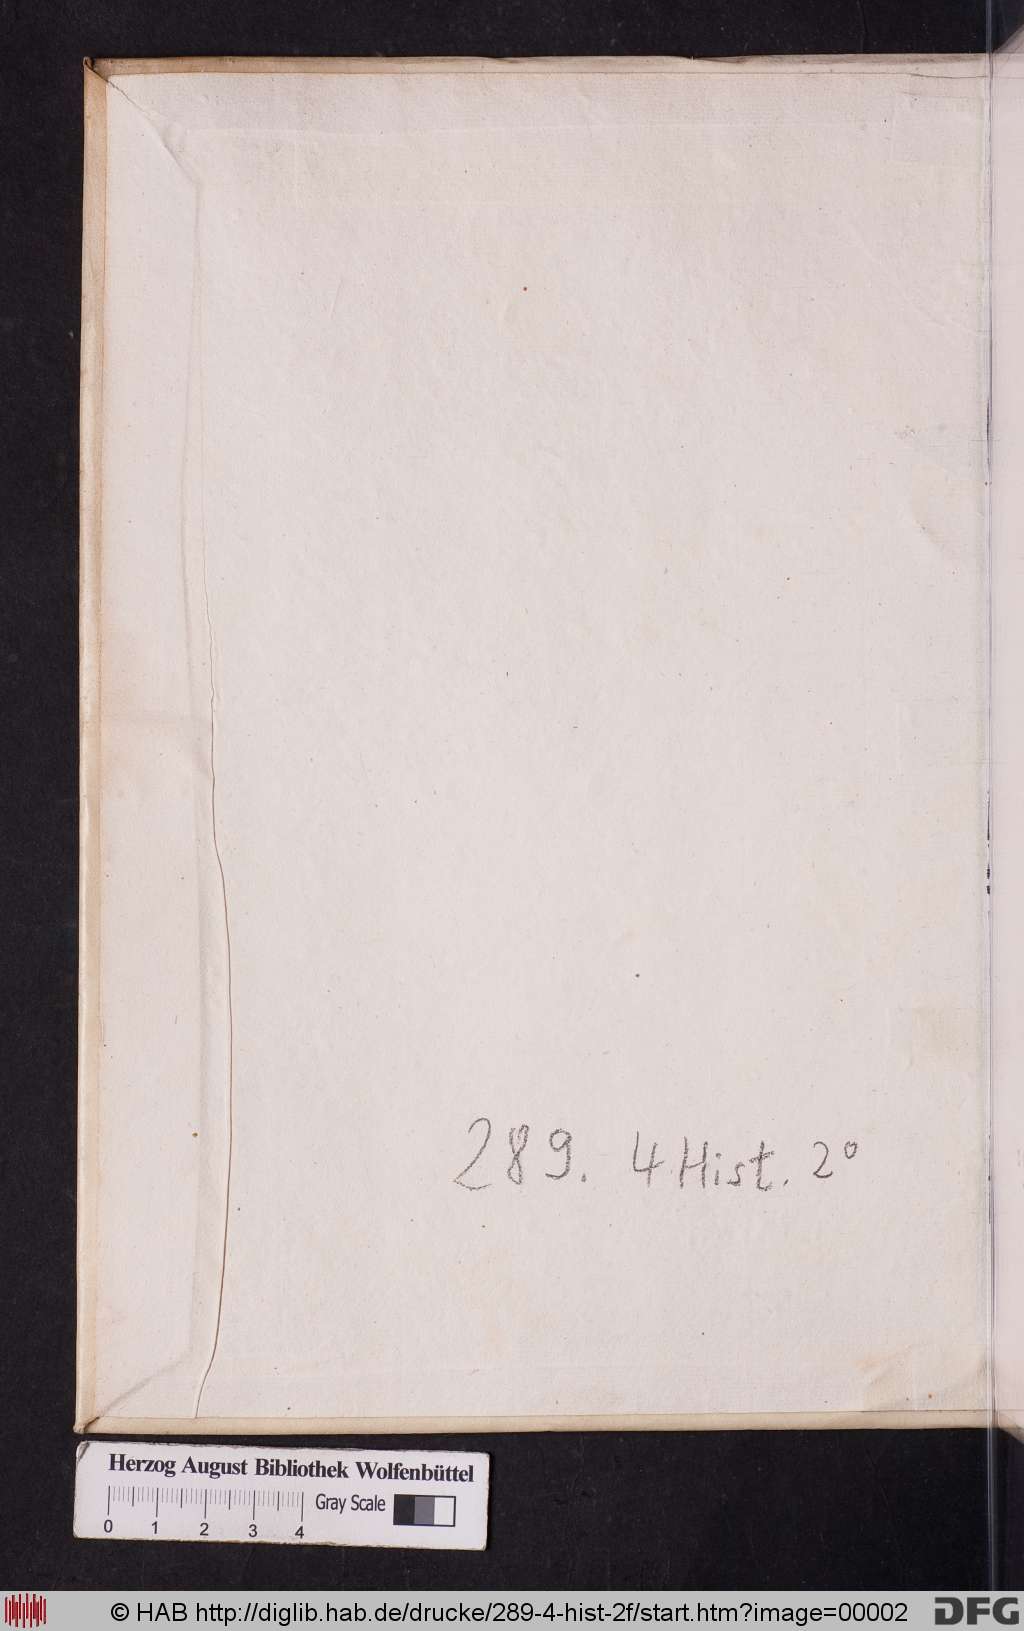 289. 4 Hist. 2°
Herzog August Bibliothek Wolfenbüttel
Gray Scale
0 1 2 3 4
© HAB http://diglib.hab.de/drucke/289-4-hist-2f/start.htm?image=00002
DFG